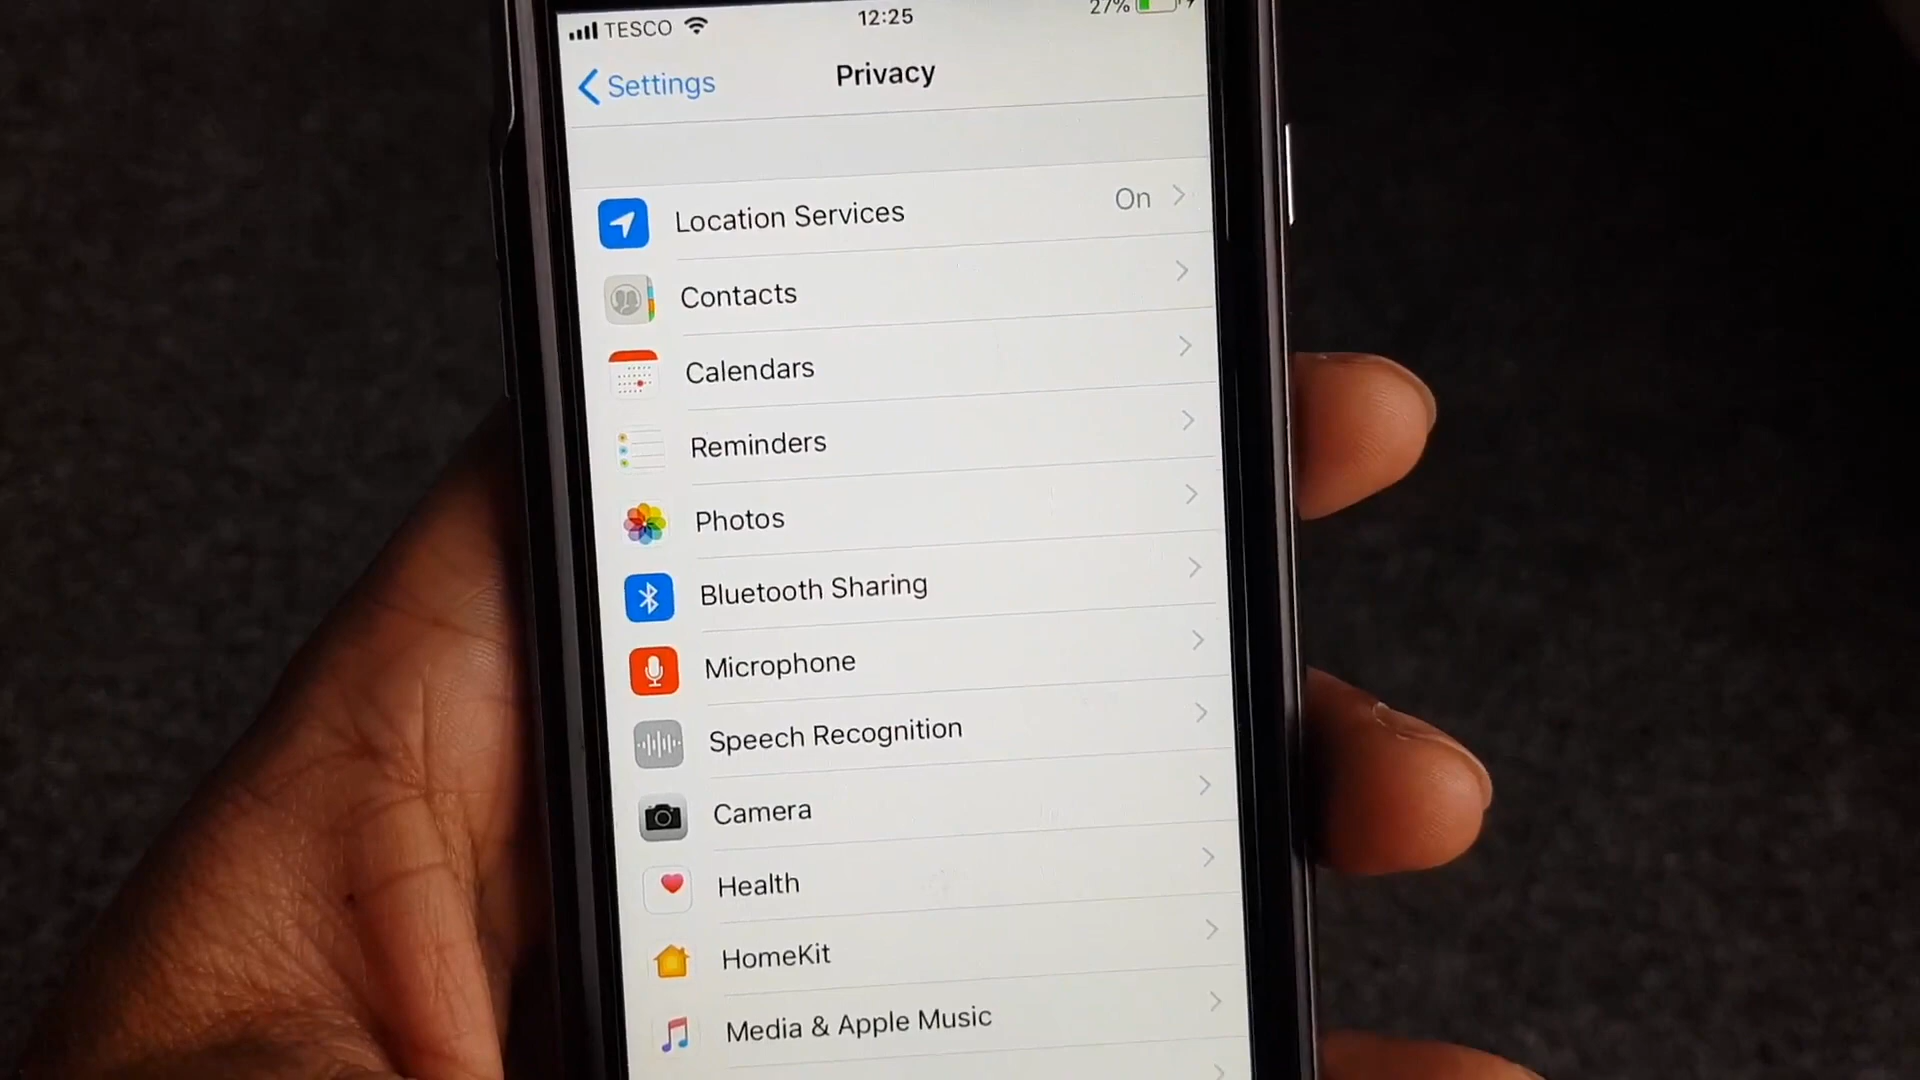 TESCO 12:25 27%
Settings Privacy
Location Services On
Contacts
Calendars
Reminders
Photos
Bluetooth Sharing
Microphone
Speech Recognition
Camera
Health
HomeKit
Media & Apple Music